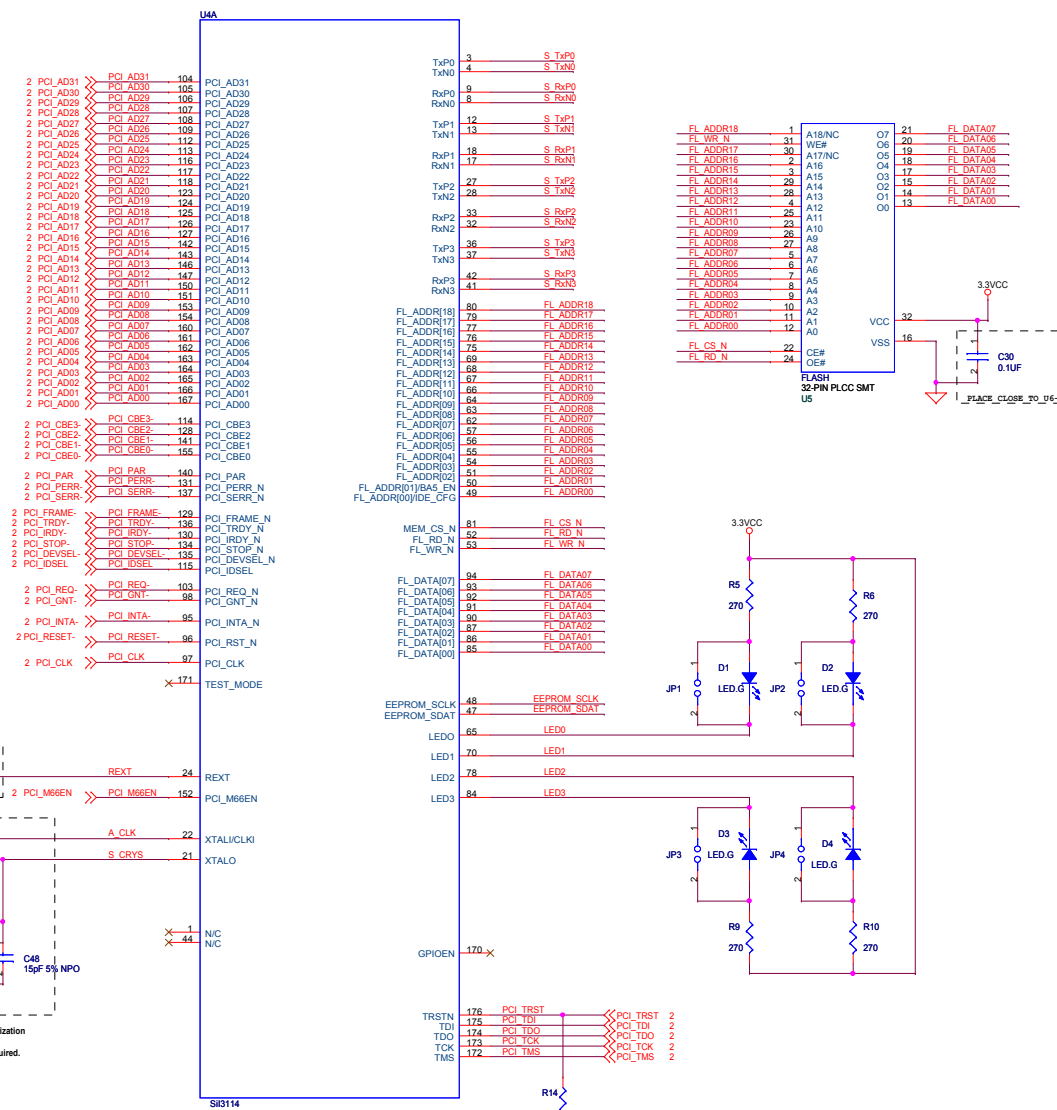 U4A
2 PCI_AD31 PCI_AD31 104 PCI_AD31
2 PCI_AD30 PCI_AD30 105 PCI_AD30
2 PCI_AD29 PCI_AD29 106 PCI_AD29
2 PCI_AD28 PCI_AD28 107 PCI_AD28
2 PCI_AD27 PCI_AD27 108 PCI_AD27
2 PCI_AD26 PCI_AD26 109 PCI_AD26
2 PCI_AD25 PCI_AD25 112 PCI_AD25
2 PCI_AD24 PCI_AD24 113 PCI_AD24
2 PCI_AD23 PCI_AD23 116 PCI_AD23
2 PCI_AD22 PCI_AD22 117 PCI_AD22
2 PCI_AD21 PCI_AD21 118 PCI_AD21
2 PCI_AD20 PCI_AD20 123 PCI_AD20
2 PCI_AD19 PCI_AD19 124 PCI_AD19
2 PCI_AD18 PCI_AD18 125 PCI_AD18
2 PCI_AD17 PCI_AD17 126 PCI_AD17
2 PCI_AD16 PCI_AD16 127 PCI_AD16
2 PCI_AD15 PCI_AD15 142 PCI_AD15
2 PCI_AD14 PCI_AD14 143 PCI_AD14
2 PCI_AD13 PCI_AD13 146 PCI_AD13
2 PCI_AD12 PCI_AD12 147 PCI_AD12
2 PCI_AD11 PCI_AD11 150 PCI_AD11
2 PCI_AD10 PCI_AD10 151 PCI_AD10
2 PCI_AD09 PCI_AD09 153 PCI_AD09
2 PCI_AD08 PCI_AD08 154 PCI_AD08
2 PCI_AD07 PCI_AD07 160 PCI_AD07
2 PCI_AD06 PCI_AD06 161 PCI_AD06
2 PCI_AD05 PCI_AD05 162 PCI_AD05
2 PCI_AD04 PCI_AD04 163 PCI_AD04
2 PCI_AD03 PCI_AD03 164 PCI_AD03
2 PCI_AD02 PCI_AD02 165 PCI_AD02
2 PCI_AD01 PCI_AD01 166 PCI_AD01
2 PCI_AD00 PCI_AD00 167 PCI_AD00
2 PCI_CBE3- PCI_CBE3- 114 PCI_CBE3
2 PCI_CBE2- PCI_CBE2- 128 PCI_CBE2
2 PCI_CBE1- PCI_CBE1- 141 PCI_CBE1
2 PCI_CBE0- PCI_CBE0- 155 PCI_CBE0
2 PCI_PAR PCI_PAR 140 PCI_PAR
2 PCI_PERR- PCI_PERR- 131 PCI_PERR_N
2 PCI_SERR- PCI_SERR- 137 PCI_SERR_N
2 PCI_FRAME- PCI_FRAME- 129 PCI_FRAME_N
2 PCI_TRDY- PCI_TRDY- 136 PCI_TRDY_N
2 PCI_IRDY- PCI_IRDY- 130 PCI_IRDY_N
2 PCI_STOP- PCI_STOP- 134 PCI_STOP_N
2 PCI_DEVSEL- PCI_DEVSEL- 135 PCI_DEVSEL_N
2 PCI_IDSEL PCI_IDSEL 115 PCI_IDSEL
2 PCI_REQ- PCI_REQ- 103 PCI_REQ_N
2 PCI_GNT- PCI_GNT- 98 PCI_GNT_N
2 PCI_INTA- PCI_INTA- 95 PCI_INTA_N
2 PCI_RESET- PCI_RESET- 96 PCI_RST_N
2 PCI_CLK PCI_CLK 97 PCI_CLK
171 TEST_MODE
REXT 24 REXT
2 PCI_M66EN PCI_M66EN 152 PCI_M66EN
A_CLK 22 XTALI/CLKI
S_CRYS 21 XTALO
1 N/C
44 N/C
C48
15pF 5% NPO
ization
uired.
TxP0 3 S_TxP0
TxN0 4 S_TxN0
RxP0 9 S_RxP0
RxN0 8 S_RxN0
TxP1 12 S_TxP1
TxN1 13 S_TxN1
RxP1 18 S_RxP1
RxN1 17 S_RxN1
TxP2 27 S_TxP2
TxN2 28 S_TxN2
RxP2 33 S_RxP2
RxN2 32 S_RxN2
TxP3 36 S_TxP3
TxN3 37 S_TxN3
RxP3 42 S_RxP3
RxN3 41 S_RxN3
FL_ADDR[18] 80 FL_ADDR18
FL_ADDR[17] 79 FL_ADDR17
FL_ADDR[16] 77 FL_ADDR16
FL_ADDR[15] 76 FL_ADDR15
FL_ADDR[14] 75 FL_ADDR14
FL_ADDR[13] 69 FL_ADDR13
FL_ADDR[12] 68 FL_ADDR12
FL_ADDR[11] 67 FL_ADDR11
FL_ADDR[10] 66 FL_ADDR10
FL_ADDR[09] 64 FL_ADDR09
FL_ADDR[08] 63 FL_ADDR08
FL_ADDR[07] 62 FL_ADDR07
FL_ADDR[06] 57 FL_ADDR06
FL_ADDR[05] 56 FL_ADDR05
FL_ADDR[04] 55 FL_ADDR04
FL_ADDR[03] 54 FL_ADDR03
FL_ADDR[02] 51 FL_ADDR02
FL_ADDR[01]/BA5_EN 50 FL_ADDR01
FL_ADDR[00]/IDE_CFG 49 FL_ADDR00
MEM_CS_N 81 FL_CS_N
FL_RD_N 52 FL_RD_N
FL_WR_N 53 FL_WR_N
FL_DATA[07] 94 FL_DATA07
FL_DATA[06] 93 FL_DATA06
FL_DATA[05] 92 FL_DATA05
FL_DATA[04] 91 FL_DATA04
FL_DATA[03] 90 FL_DATA03
FL_DATA[02] 87 FL_DATA02
FL_DATA[01] 86 FL_DATA01
FL_DATA[00] 85 FL_DATA00
EEPROM_SCLK 48 EEPROM_SCLK
EEPROM_SDAT 47 EEPROM_SDAT
LEDO 65 LED0
LED1 70 LED1
LED2 78 LED2
LED3 84 LED3
GPIOEN 170
TRSTN 176 PCI_TRST PCI_TRST 2
TDI 175 PCI_TDI PCI_TDI 2
TDO 174 PCI_TDO PCI_TDO 2
TCK 173 PCI_TCK PCI_TCK 2
TMS 172 PCI_TMS PCI_TMS 2
R14
SiI3114
FL_ADDR18 1 A18/NC O7 21 FL_DATA07
FL_WR_N 31 WE# O6 20 FL_DATA06
FL_ADDR17 30 A17/NC O5 19 FL_DATA05
FL_ADDR16 2 A16 O4 18 FL_DATA04
FL_ADDR15 3 A15 O3 17 FL_DATA03
FL_ADDR14 29 A14 O2 15 FL_DATA02
FL_ADDR13 28 A13 O1 14 FL_DATA01
FL_ADDR12 4 A12 O0 13 FL_DATA00
FL_ADDR11 25 A11
FL_ADDR10 23 A10
FL_ADDR09 26 A9
FL_ADDR08 27 A8
FL_ADDR07 5 A7
FL_ADDR06 6 A6
FL_ADDR05 7 A5
FL_ADDR04 8 A4
FL_ADDR03 9 A3
FL_ADDR02 10 A2
FL_ADDR01 11 A1
FL_ADDR00 12 A0
VCC 32
VSS 16
FL_CS_N 22 CE#
FL_RD_N 24 OE#
FLASH
32-PIN PLCC SMT
U5
3.3VCC
1
C30
0.1UF
2
PLACE_CLOSE_TO_U6-
3.3VCC
R5
270
R6
270
JP1 1 2
D1
LED.G
JP2 1 2
D2
LED.G
JP3 1 2
D3
LED.G
JP4 1 2
D4
LED.G
R9
270
R10
270